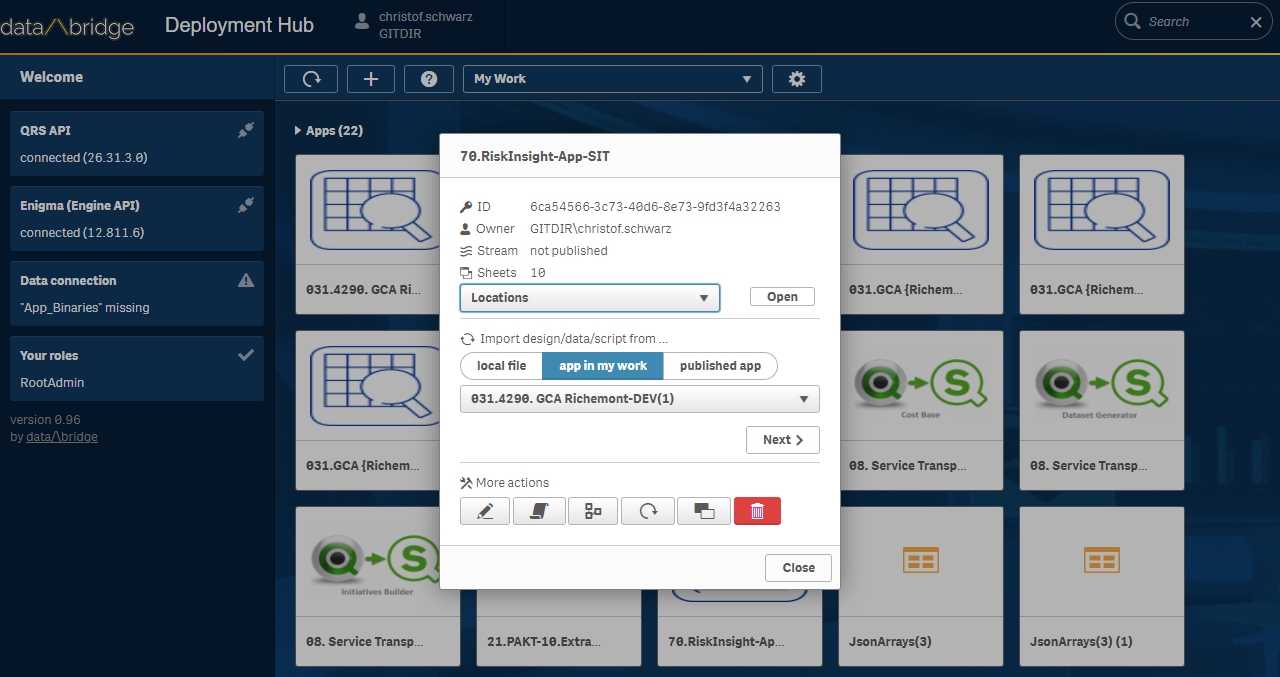 data/\bridge
Deployment Hub
christof.schwarz
GITDIR
Search
Welcome
My Work
QRS API
connected (26.31.3.0)
Enigma (Engine API)
connected (12.811.6)
Data connection
"App_Binaries" missing
Your roles
RootAdmin
version 0.96
by data/\bridge
Apps (22)
70.RiskInsight-App-SIT
ID 6ca54566-3c73-40d6-8e73-9fd3f4a32263
Owner GITDIR\christof.schwarz
Stream not published
Sheets 10
Locations
Open
Import design/data/script from ...
local file
app in my work
published app
031.4290. GCA Richemont-DEV(1)
Next
More actions
Close
031.4290. GCA Ri...
031.GCA {Richem...
031.GCA {Richem...
031.GCA {Richem...
Cost Base
08. Service Transp...
Dataset Generator
08. Service Transp...
Initiatives Builder
08. Service Transp...
21.PAKT-10.Extra...
70.RiskInsight-Ap...
JsonArrays(3)
JsonArrays(3) (1)